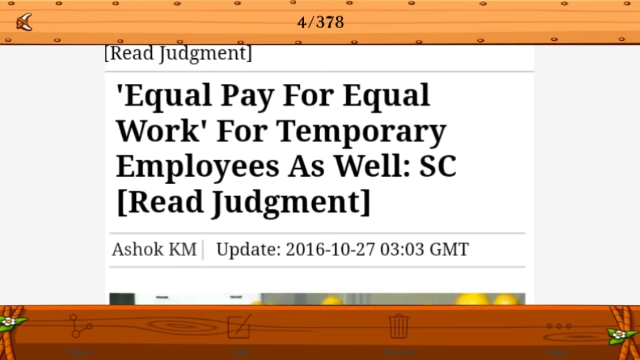 4/378
[Read Judgment]
'Equal Pay For Equal
Work' For Temporary
Employees As Well: SC
[Read Judgment]
Ashok KM | Update: 2016-10-27 03:03 GMT